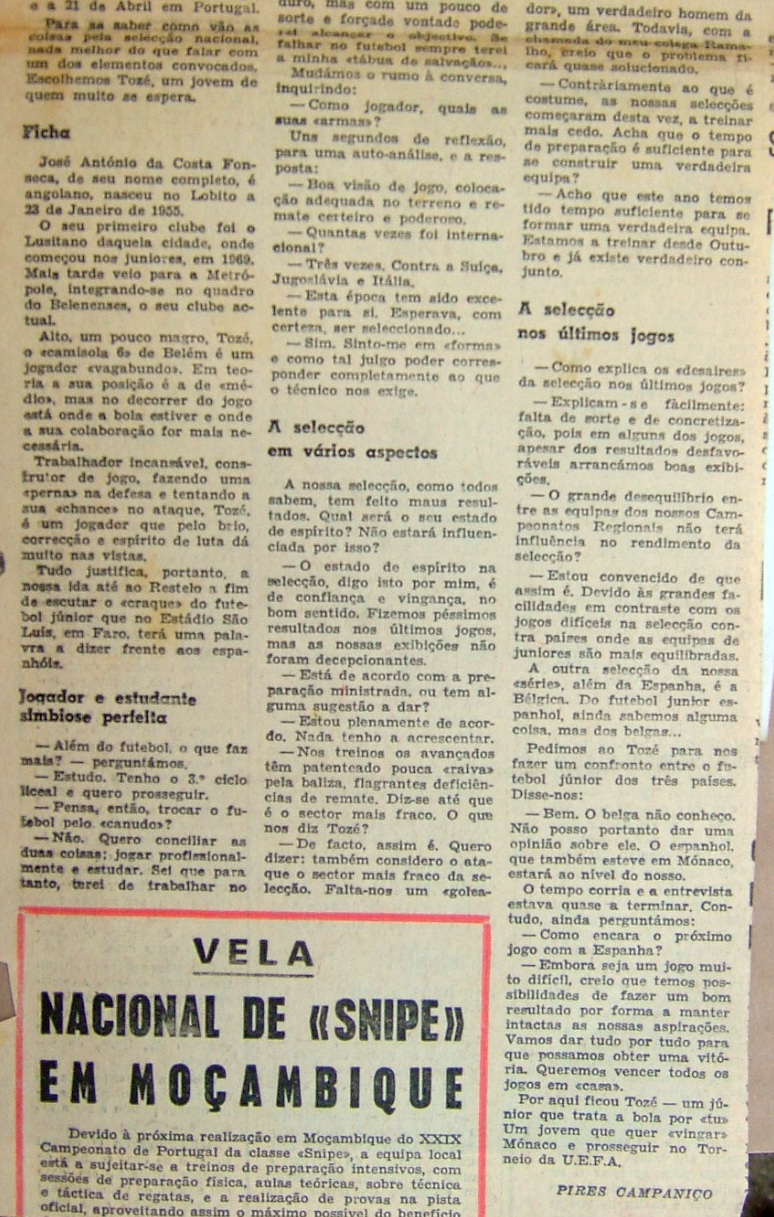 e a 21 de Abril em Portugal.
Para se saber como vão as
coisas pela selecção nacional,
nada melhor do que falar com
um dos elementos convocados.
Escolhemos Tozé, um jovem de
quem muito se espera.
Ficha
José António da Costa Fon-
seca, de seu nome completo, é
angolano, nasceu no Lobito a
23 de Janeiro de 1955.
O seu primeiro clube foi o
Lusitano daquela cidade, onde
começou nos juniores, em 1969.
Mais tarde veio para a Metró-
pole, integrando-se no quadro
do Belenenses, o seu clube ac-
tual.
Alto, um pouco magro, Tozé,
o «camisola 6» de Belém é um
jogador «vagabundo». Em teo-
ria a sua posição é a de «mé-
dio», mas no decorrer do jogo
está onde a bola estiver e onde
a sua colaboração for mais ne-
cessária.
Trabalhador incansável, cons-
trutor de jogo, fazendo uma
«perna» na defesa e tentando a
sua «chance» no ataque, Tozé,
é um jogador que pelo brio,
correcção e espírito de luta dá
muito nas vistas.
Tudo justifica, portanto, a
nossa ida até ao Restelo a fim
de escutar o «craque» do fute-
bol júnior que no Estádio São
Luís, em Faro, terá uma pala-
vra a dizer frente aos espa-
nhóis.
Jogador e estudante
simbiose perfeita
— Além do futebol, o que faz
mais? — perguntámos.
— Estudo. Tenho o 3.º ciclo
liceal e quero prosseguir.
— Pensa, então, trocar o fu-
tebol pelo «canudo»?
— Não. Quero conciliar as
duas coisas: jogar profissional-
mente e estudar. Sei que para
tanto, terei de trabalhar no
duro, mas com um pouco de
sorte e forçade vontade pode-
rei alcançar o objectivo. Se
falhar no futebol sempre terei
a minha «tábua de salvação»...
Mudámos o rumo à conversa,
inquirindo:
— Como jogador, quais as
suas «armas»?
Uns segundos de reflexão,
para uma auto-análise, e a res-
posta:
— Boa visão de jogo, coloca-
ção adequada no terreno e re-
mate certeiro e poderoso.
— Quantas vezes foi interna-
cional?
— Três vezes. Contra a Suíça,
Jugoslávia e Itália.
— Esta época tem sido exce-
lente para si. Esperava, com
certeza, ser seleccionado...
— Sim. Sinto-me em «forma»
e como tal julgo poder corres-
ponder completamente ao que
o técnico nos exige.
A selecção
em vários aspectos
A nossa selecção, como todos
sabem, tem feito maus resul-
tados. Qual será o seu estado
de espírito? Não estará influen-
ciada por isso?
— O estado de espírito na
selecção, digo isto por mim, é
de confiança e vingança, no
bom sentido. Fizemos péssimos
resultados nos últimos jogos,
mas as nossas exibições não
foram decepcionantes.
— Está de acordo com a pre-
paração ministrada, ou tem al-
guma sugestão a dar?
— Estou plenamente de acor-
do. Nada tenho a acrescentar.
— Nos treinos os avançados
têm patenteado pouca «raiva»
pela baliza, flagrantes deficiên-
cias de remate. Diz-se até que
é o sector mais fraco. O que
nos diz Tozé?
— De facto, assim é. Quero
dizer: também considero o ata-
que o sector mais fraco da se-
lecção. Falta-nos um «golea-
dor», um verdadeiro homem da
grande área. Todavia, com a
chamada do meu colega Rama-
lho, creio que o problema fi-
cará quase solucionado.
— Contràriamente ao que é
costume, as nossas selecções
começaram desta vez, a treinar
mais cedo. Acha que o tempo
de preparação é suficiente para
se construir uma verdadeira
equipa?
— Acho que este ano temos
tido tempo suficiente para se
formar uma verdadeira equipa.
Estamos a treinar desde Outu-
bro e já existe verdadeiro con-
junto.
A selecção
nos últimos jogos
— Como explica os «desaires»
da selecção nos últimos jogos?
— Explicam-se fàcilmente:
falta de sorte e de concretiza-
ção, pois em alguns dos jogos,
apesar dos resultados desfavo-
ráveis arrancámos boas exibi-
ções.
— O grande desequilíbrio en-
tre as equipas dos nossos Cam-
peonatos Regionais não terá
influência no rendimento da
selecção?
— Estou convencido de que
assim é. Devido às grandes fa-
cilidades em contraste com os
jogos difíceis na selecção con-
tra países onde as equipas de
juniores são mais equilibradas.
A outra selecção da nossa
«série», além da Espanha, é a
Bélgica. Do futebol junior es-
panhol, ainda sabemos alguma
coisa, mas dos belgas...
Pedimos ao Tozé para nos
fazer um confronto entre o fu-
tebol júnior dos três países.
Disse-nos:
— Bem. O belga não conheço.
Não posso portanto dar uma
opinião sobre ele. O espanhol,
que também esteve em Mónaco,
estará ao nível do nosso.
O tempo corria e a entrevista
estava quase a terminar. Con-
tudo, ainda perguntámos:
— Como encara o próximo
jogo com a Espanha?
— Embora seja um jogo mui-
to difícil, creio que temos pos-
sibilidades de fazer um bom
resultado por forma a manter
intactas as nossas aspirações.
Vamos dar tudo por tudo para
que possamos obter uma vitó-
ria. Queremos vencer todos os
jogos em «casa».
Por aqui ficou Tozé — um jú-
nior que trata a bola por «tu»
Um jovem que quer «vingar»
Mónaco e prosseguir no Tor-
neio da U.E.F.A.
PIRES CAMPANIÇO
VELA
NACIONAL DE «SNIPE»
EM MOÇAMBIQUE
Devido à próxima realização em Moçambique do XXIX
Campeonato de Portugal da classe «Snipe», a equipa local
está a sujeitar-se a treinos de preparação intensivos, com
sessões de preparação física, aulas teóricas, sobre técnica
e táctica de regatas, e a realização de provas na pista
oficial, aproveitando assim o máximo possível do benefício